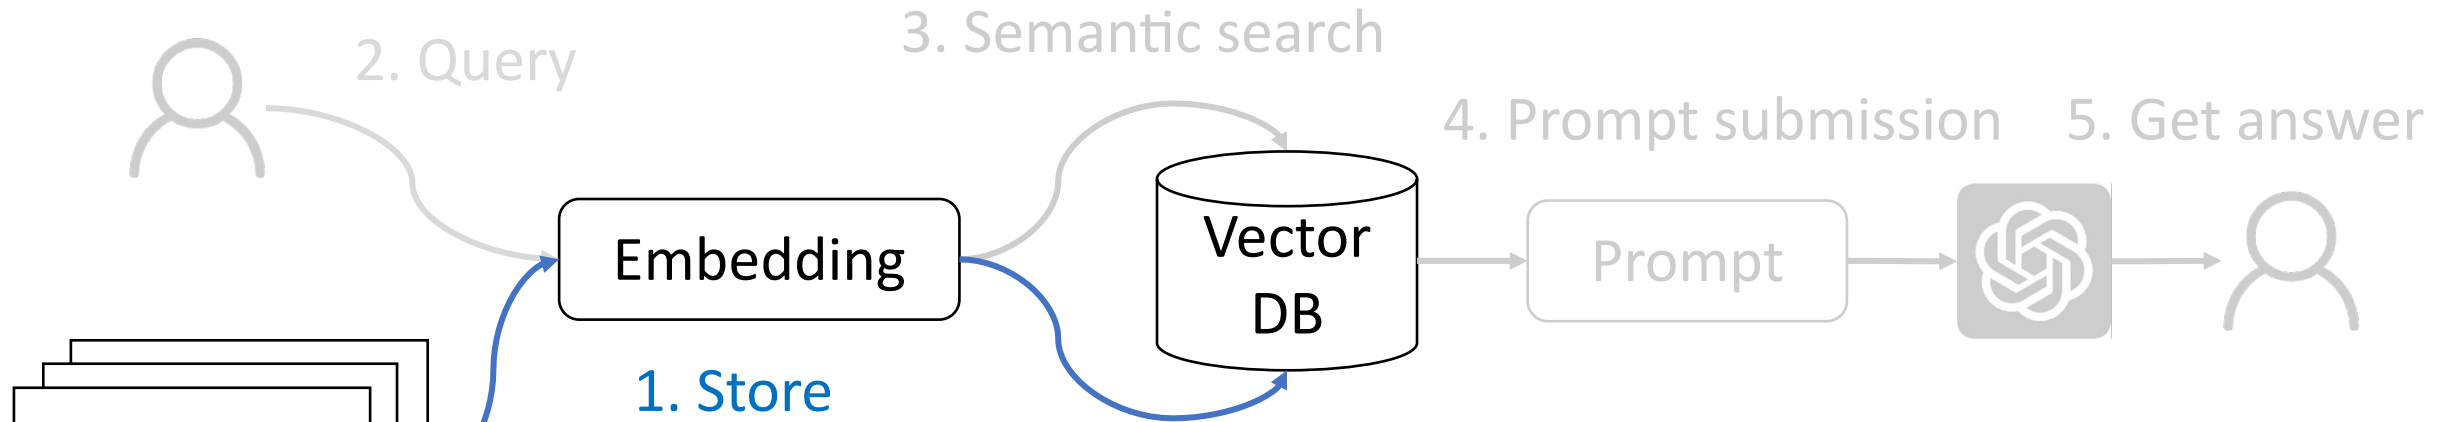 3. Semantic search
2. Query
4. Prompt submission
5. Get answer
Embedding
Vector
DB
Prompt
1. Store